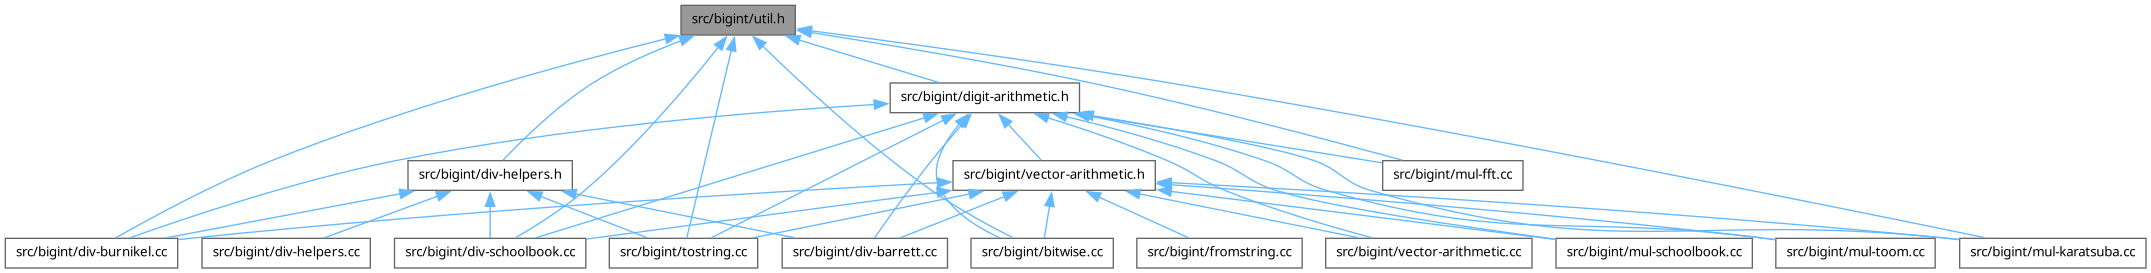 src/bigint/util.h
src/bigint/digit-arithmetic.h
src/bigint/div-helpers.h
src/bigint/vector-arithmetic.h
src/bigint/mul-fft.cc
src/bigint/div-burnikel.cc
src/bigint/div-helpers.cc
src/bigint/div-schoolbook.cc
src/bigint/tostring.cc
src/bigint/div-barrett.cc
src/bigint/bitwise.cc
src/bigint/fromstring.cc
src/bigint/vector-arithmetic.cc
src/bigint/mul-schoolbook.cc
src/bigint/mul-toom.cc
src/bigint/mul-karatsuba.cc